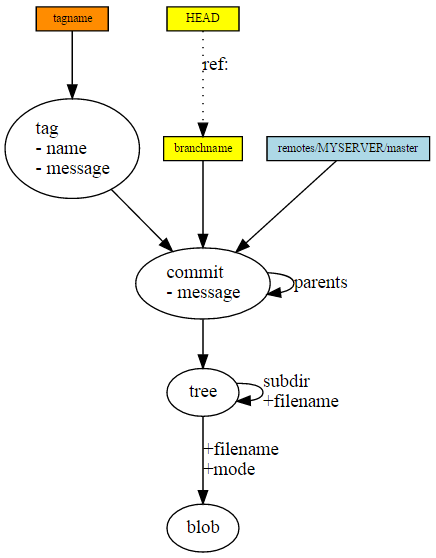 tagname
HEAD
ref:
tag
- name
- message
branchname
remotes/MYSERVER/master
commit
- message
parents
tree
subdir
+filename
+filename
+mode
blob